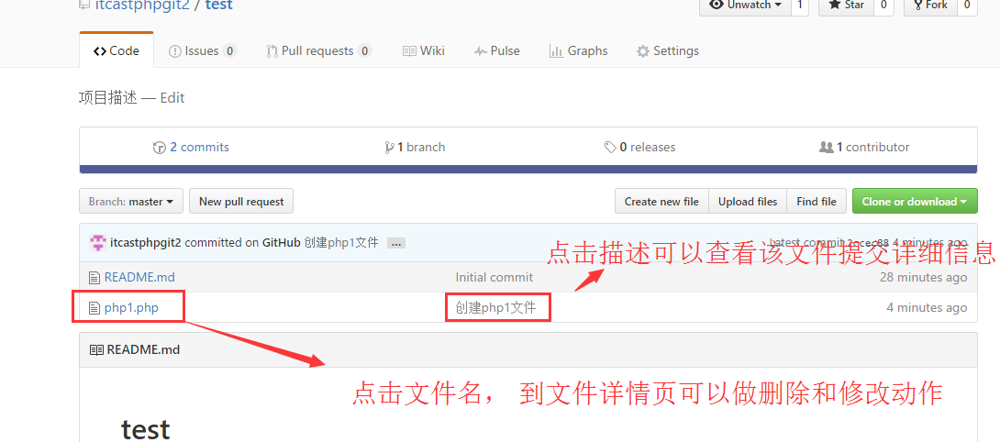 itcastphpgit2 / test
Unwatch 1 Star 0 Fork 0
Code Issues 0 Pull requests 0 Wiki Pulse Graphs Settings
项目描述 — Edit
2 commits 1 branch 0 releases 1 contributor
Branch: master New pull request Create new file Upload files Find file Clone or download
itcastphpgit2 committed on GitHub 创建php1文件 ... Latest commit 4 minutes ago
点击描述可以查看该文件提交详细信息
README.md Initial commit 28 minutes ago
php1.php 创建php1文件 4 minutes ago
README.md
点击文件名， 到文件详情页可以做删除和修改动作
test